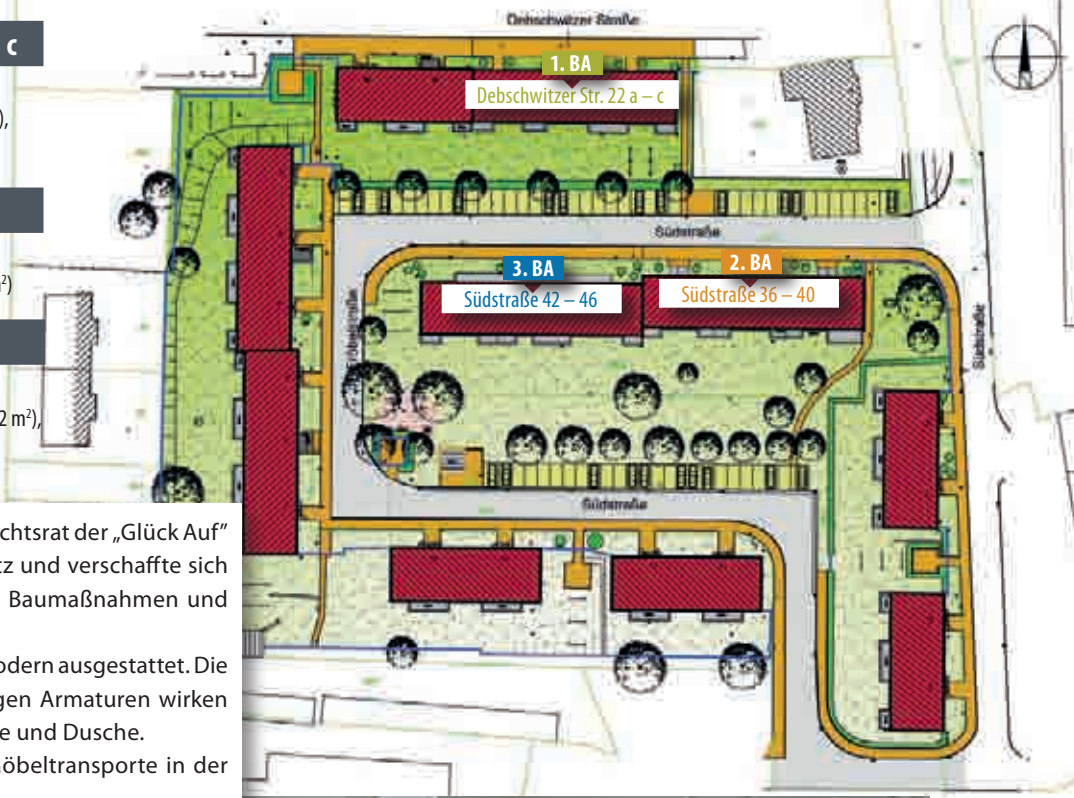 c
),
m²)
2 m²),
Debschwitzer Straße
1. BA
Debschwitzer Str. 22 a – c
Südstraße
3. BA
Südstraße 42 – 46
2. BA
Südstraße 36 – 40
Südstraße
Südstraße
chtsrat der „Glück Auf”
tz und verschaffte sich
Baumaßnahmen und
odern ausgestattet. Die
gen Armaturen wirken
e und Dusche.
löbeltransporte in der